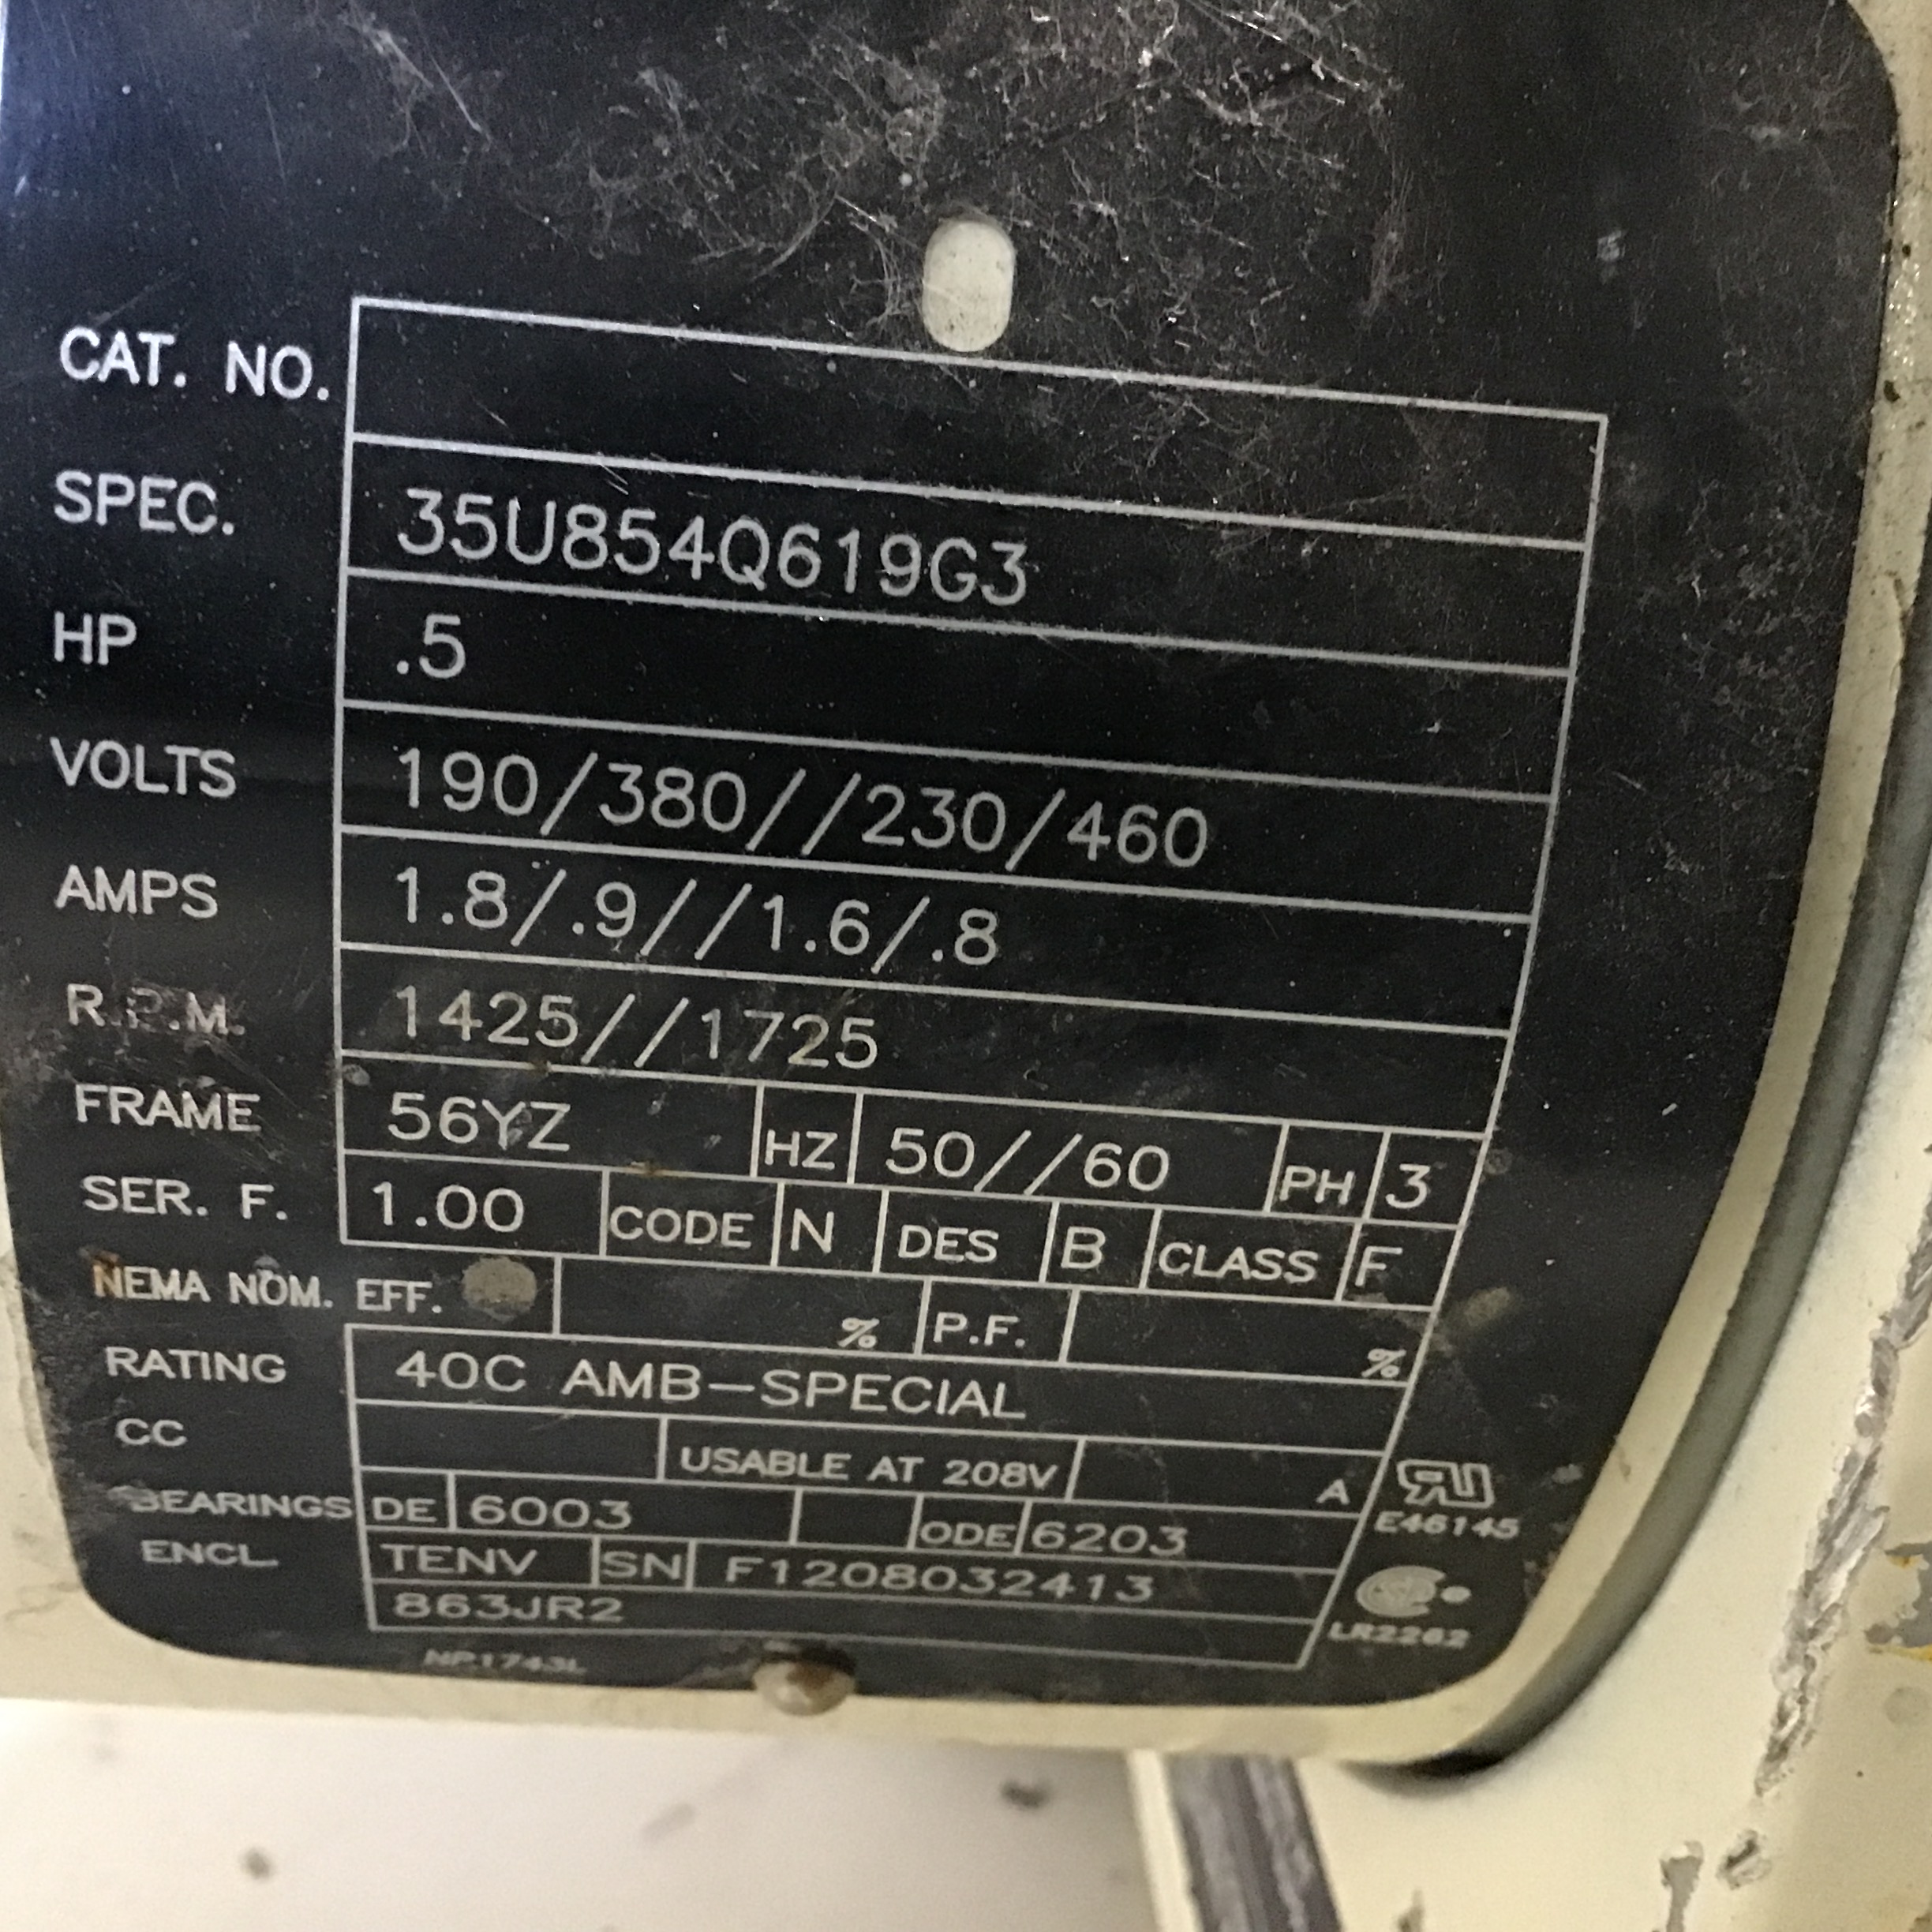 CAT. NO.
SPEC. 35U854Q619G3
HP .5
VOLTS 190/380//230/460
AMPS 1.8/.9//1.6/.8
R.P.M. 1425//1725
FRAME 56YZ HZ 50//60 PH 3
SER. F. 1.00 CODE N DES B CLASS F
NEMA NOM. EFF. % P.F. %
RATING 40C AMB-SPECIAL
CC USABLE AT 208V A
BEARINGS DE 6003 ODE 6203
E46145
ENCL TENV SN F1208032413
863JR2
LR2262
NP1743L